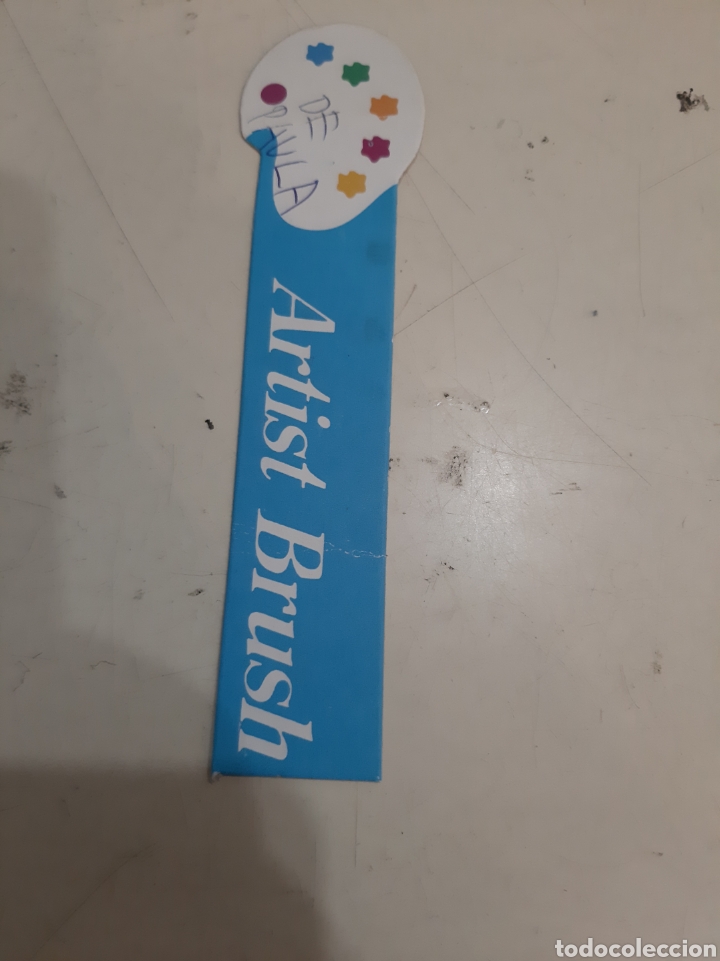 DE
PAULA
Artist Brush
todocoleccion